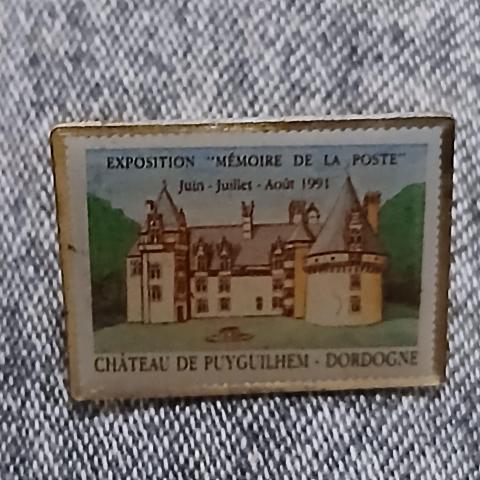 EXPOSITION "MÉMOIRE DE LA POSTE"
Juin - Juillet - Août 1991
CHÂTEAU DE PUYGUILHEM - DORDOGNE